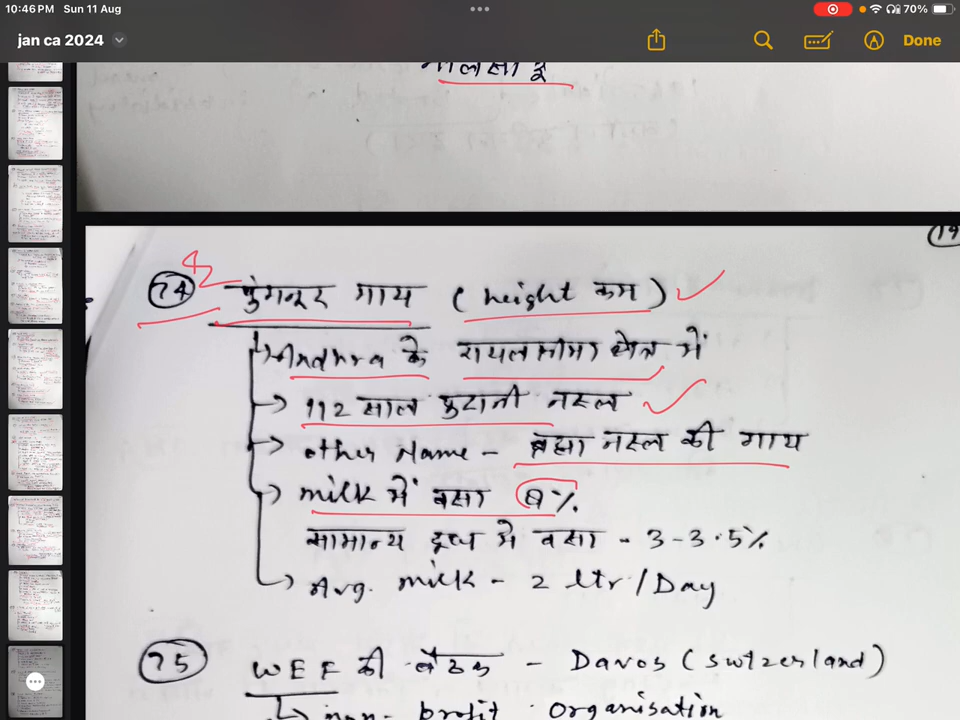 10:46 PM Sun 11 Aug
70%
jan ca 2024
Done
74 पुंगनूर गाय (height कम)
Andhra के रायलसीमा क्षेत्र में
112 साल पुरानी नस्ल
other Name - ब्रह्मा नस्ल की गाय
milk में वसा 8%
सामान्य दूध में वसा - 3-3.5%
Avg. milk - 2 ltr/Day
75 WEF की बैठक - Davos (Switzerland)
non-profit organisation